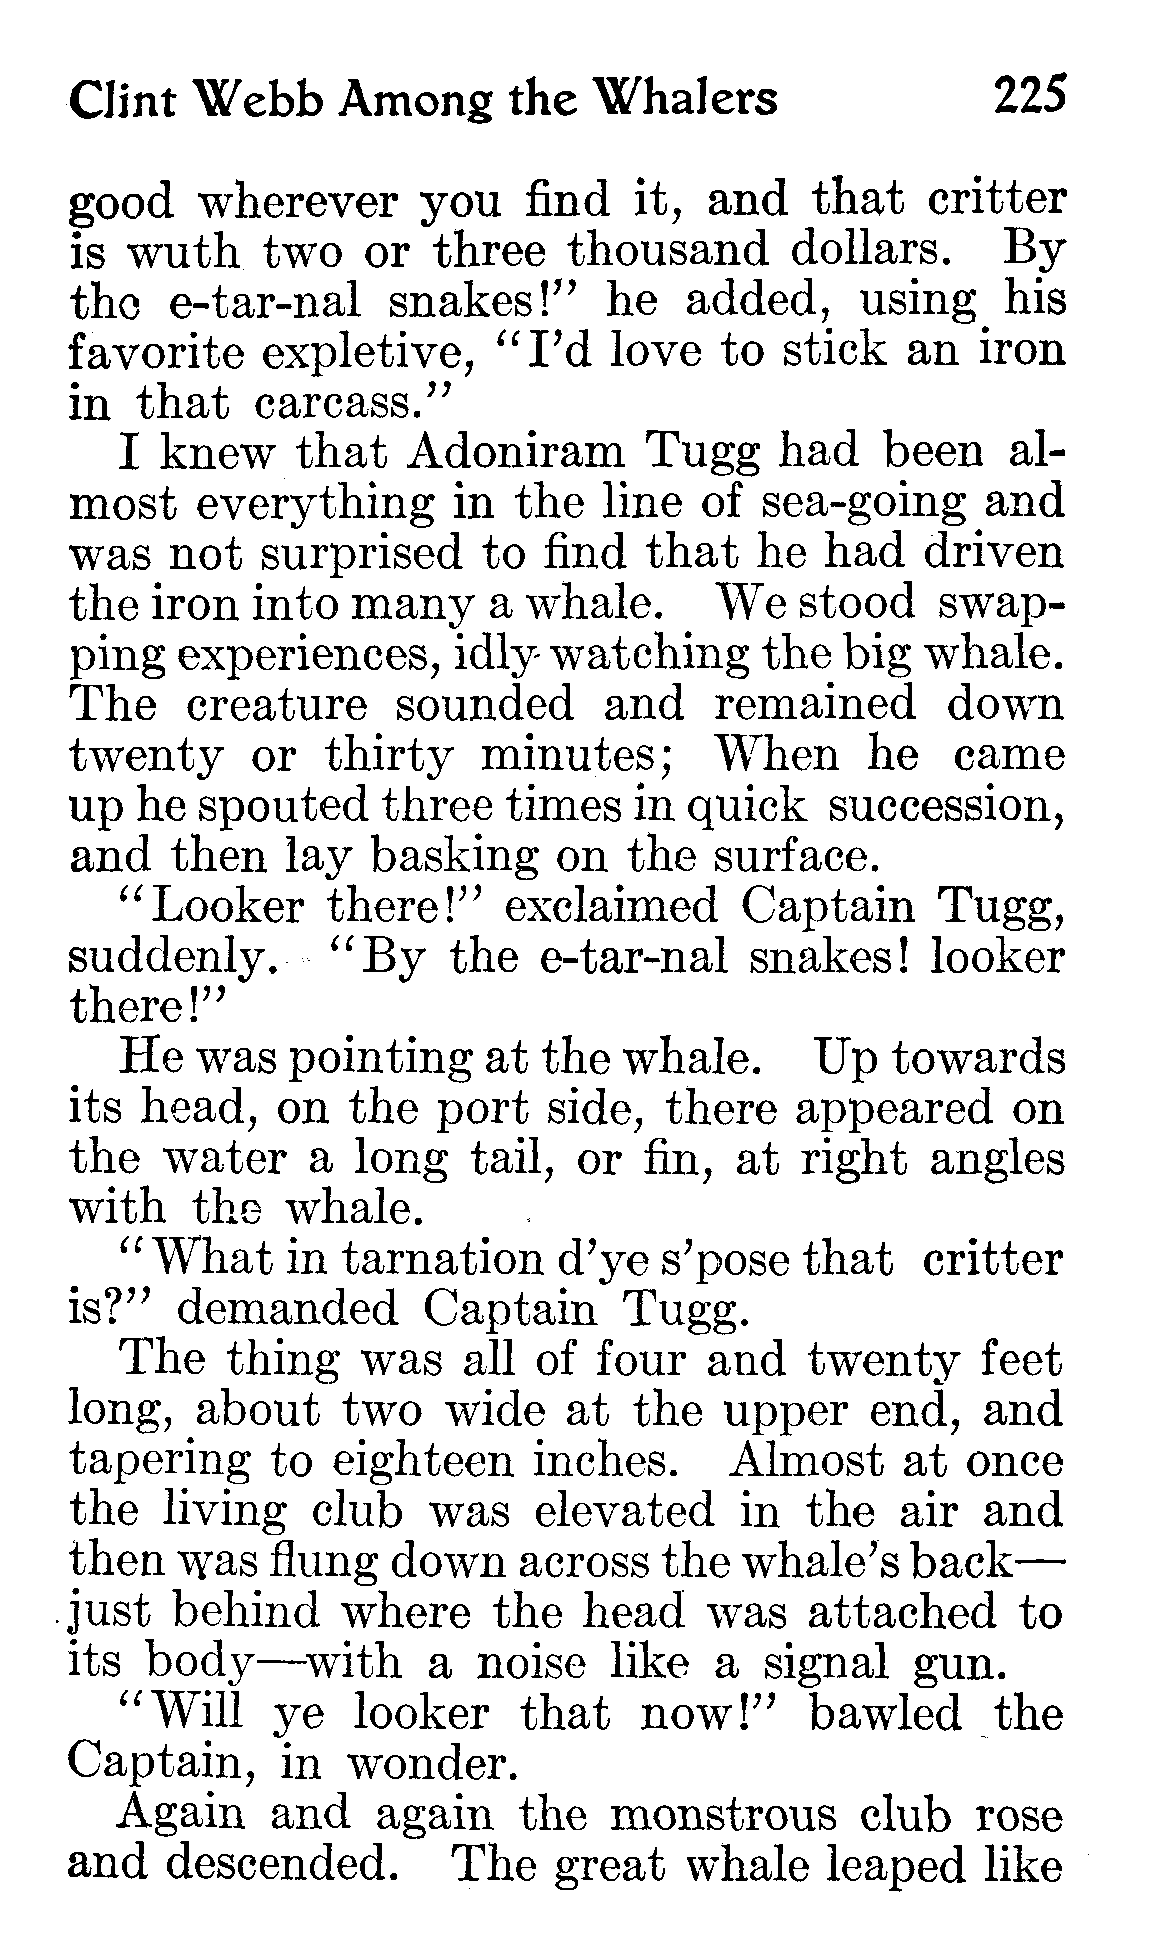 Clint Webb Among the Whalers 225
good wherever you find it, and that critter
is wuth two or three thousand dollars. By
the e-tar-nal snakes!” he added, using his
favorite expletive, “I’d love to stick an iron
in that carcass.”
I knew that Adoniram Tugg had been al-
most everything in the line of sea-going and
was not surprised to find that he had driven
the iron into many a whale. We stood swap-
ping experiences, idly watching the big whale.
The creature sounded and remained down
twenty or thirty minutes; When he came
up he spouted three times in quick succession,
and then lay basking on the surface.
“Looker there!” exclaimed Captain Tugg,
suddenly. “By the e-tar-nal snakes! looker
there!”
He was pointing at the whale. Up towards
its head, on the port side, there appeared on
the water a long tail, or fin, at right angles
with the whale.
“What in tarnation d’ye s’pose that critter
is?” demanded Captain Tugg.
The thing was all of four and twenty feet
long, about two wide at the upper end, and
tapering to eighteen inches. Almost at once
the living club was elevated in the air and
then was flung down across the whale’s back—
just behind where the head was attached to
its body—with a noise like a signal gun.
“Will ye looker that now!” bawled the
Captain, in wonder.
Again and again the monstrous club rose
and descended. The great whale leaped like